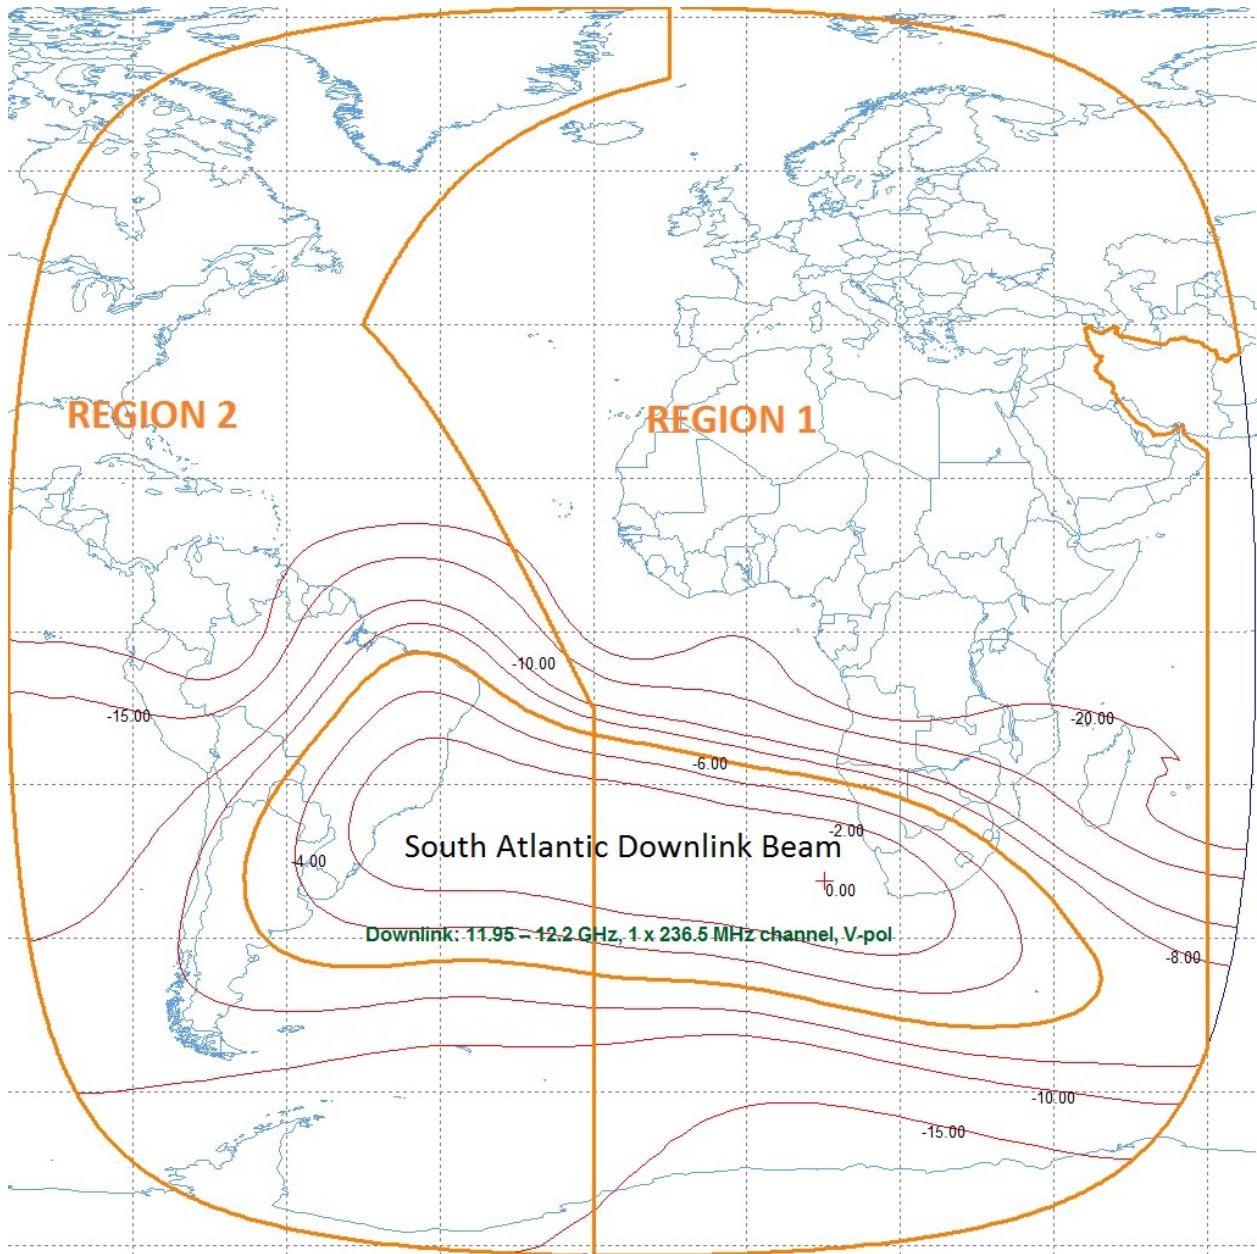 REGION 2
REGION 1
-10.00
-15.00
-20.00
-6.00
-2.00
South Atlantic Downlink Beam
-4.00
0.00
Downlink: 11.95 – 12.2 GHz, 1 x 236.5 MHz channel, V-pol
-8.00
-10.00
-15.00